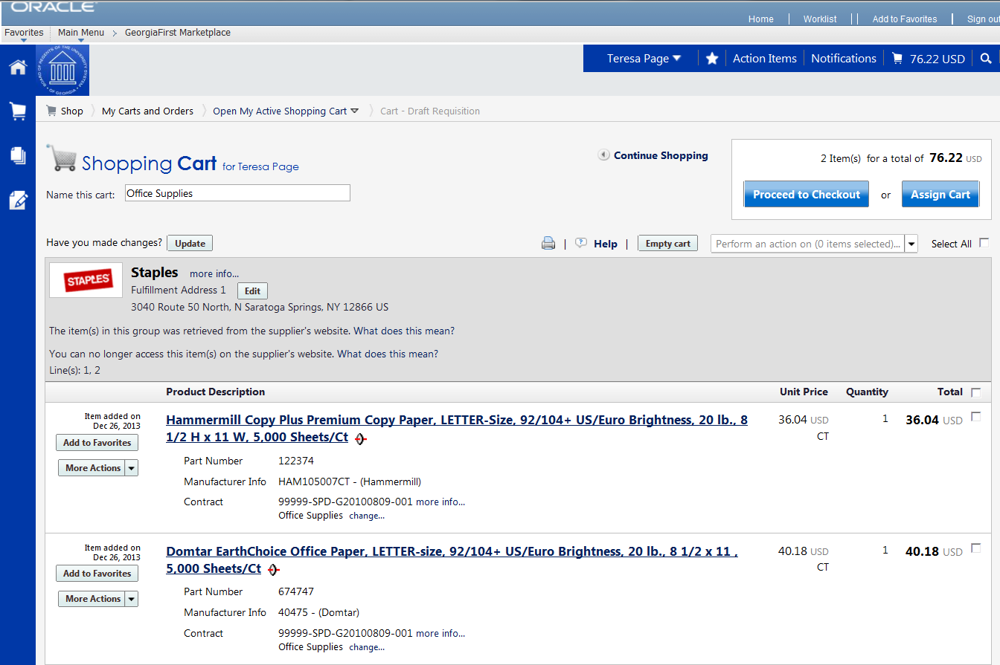 ORACLE
Home Worklist Add to Favorites Sign out
Favorites Main Menu > GeorgiaFirst Marketplace
BOARD OF REGENTS OF THE UNIVERSITY SYSTEM OF GEORGIA
Teresa Page Action Items Notifications 76.22 USD
Shop My Carts and Orders Open My Active Shopping Cart Cart - Draft Requisition
Shopping Cart for Teresa Page
Continue Shopping
2 Item(s) for a total of 76.22 USD
Name this cart: Office Supplies
Proceed to Checkout or Assign Cart
Have you made changes? Update | ? Help | Empty cart Perform an action on (0 items selected)... Select All
STAPLES
Staples more info...
Fulfillment Address 1 Edit
3040 Route 50 North, N Saratoga Springs, NY 12866 US
The item(s) in this group was retrieved from the supplier's website. What does this mean?
You can no longer access this item(s) on the supplier's website. What does this mean?
Line(s): 1, 2
Product Description Unit Price Quantity Total
Item added on
Dec 26, 2013
Add to Favorites
More Actions
Hammermill Copy Plus Premium Copy Paper, LETTER-Size, 92/104+ US/Euro Brightness, 20 lb., 8
1/2 H x 11 W, 5,000 Sheets/Ct
36.04 USD 1 36.04 USD
CT
Part Number 122374
Manufacturer Info HAM105007CT - (Hammermill)
Contract 99999-SPD-G20100809-001 more info...
Office Supplies change...
Item added on
Dec 26, 2013
Add to Favorites
More Actions
Domtar EarthChoice Office Paper, LETTER-size, 92/104+ US/Euro Brightness, 20 lb., 8 1/2 x 11 ,
5,000 Sheets/Ct
40.18 USD 1 40.18 USD
CT
Part Number 674747
Manufacturer Info 40475 - (Domtar)
Contract 99999-SPD-G20100809-001 more info...
Office Supplies change...